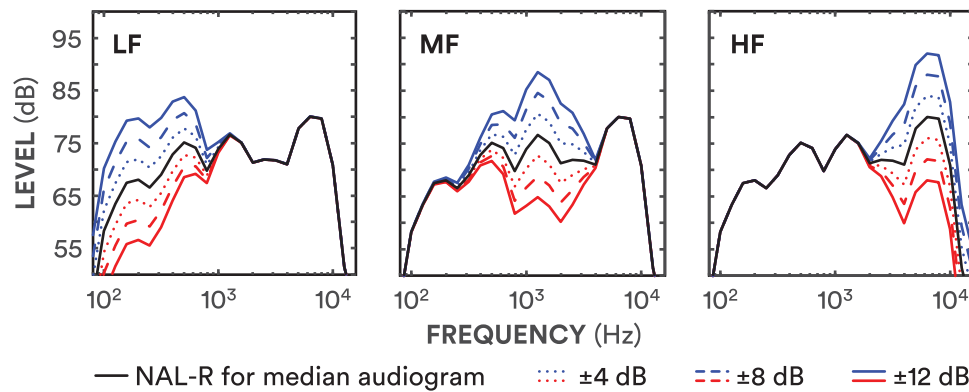 LF
MF
HF
95
85
75
65
55
LEVEL (dB)
10² 10³ 10⁴
10² 10³ 10⁴
10² 10³ 10⁴
FREQUENCY (Hz)
NAL-R for median audiogram ±4 dB ±8 dB ±12 dB